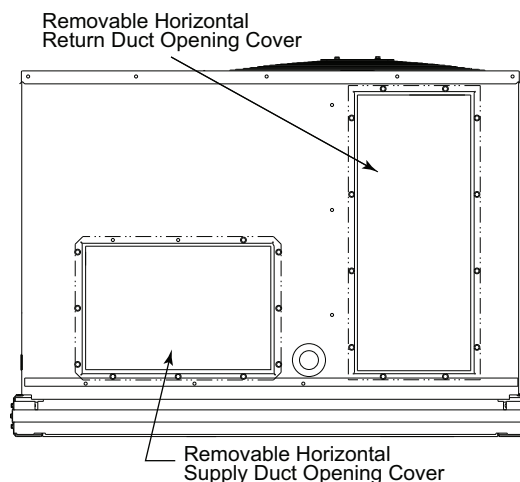 Removable Horizontal
Return Duct Opening Cover
Removable Horizontal
Supply Duct Opening Cover